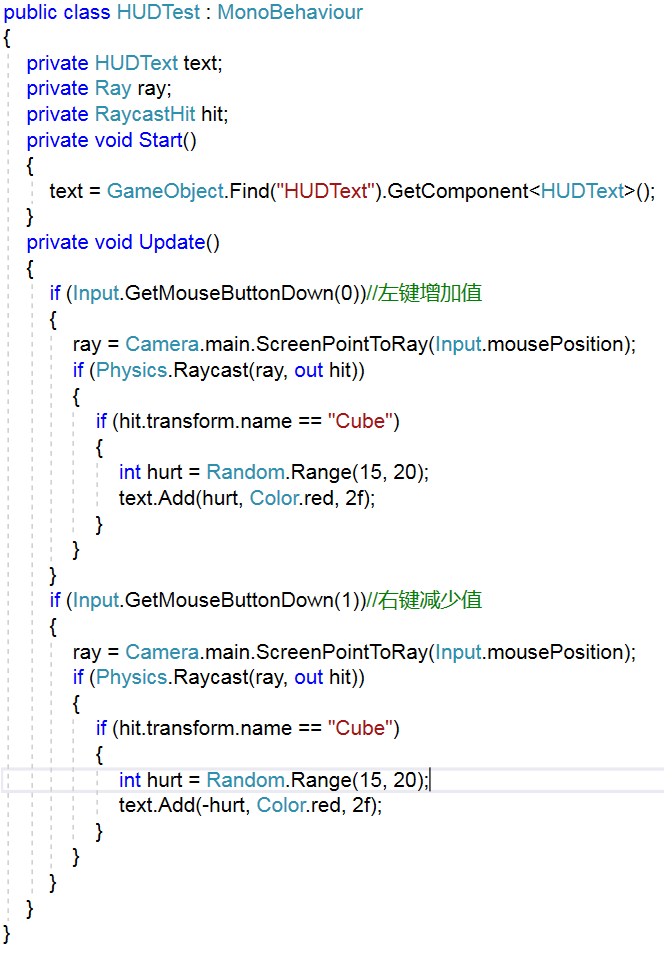 public class HUDTest : MonoBehaviour
{
    private HUDText text;
    private Ray ray;
    private RaycastHit hit;
    private void Start()
    {
        text = GameObject.Find("HUDText").GetComponent<HUDText>();
    }
    private void Update()
    {
        if (Input.GetMouseButtonDown(0))//左键增加值
        {
            ray = Camera.main.ScreenPointToRay(Input.mousePosition);
            if (Physics.Raycast(ray, out hit))
            {
                if (hit.transform.name == "Cube")
                {
                    int hurt = Random.Range(15, 20);
                    text.Add(hurt, Color.red, 2f);
                }
            }
        }
        if (Input.GetMouseButtonDown(1))//右键减少值
        {
            ray = Camera.main.ScreenPointToRay(Input.mousePosition);
            if (Physics.Raycast(ray, out hit))
            {
                if (hit.transform.name == "Cube")
                {
                    int hurt = Random.Range(15, 20);
                    text.Add(-hurt, Color.red, 2f);
                }
            }
        }
    }
}